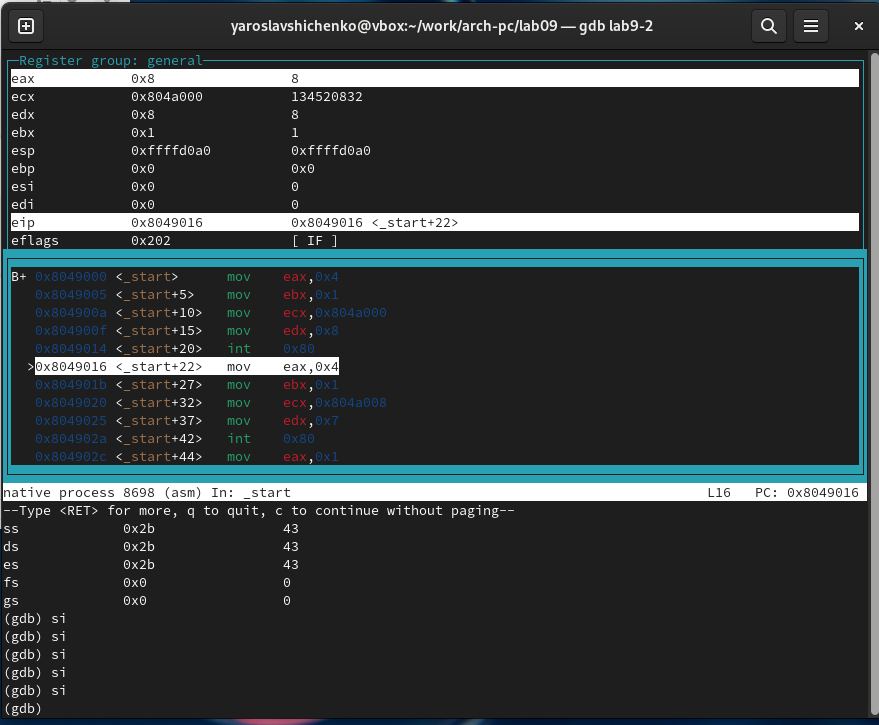 yaroslavshichenko@vbox:~/work/arch-pc/lab09 — gdb lab9-2
Register group: general
eax 0x8 8
ecx 0x804a000 134520832
edx 0x8 8
ebx 0x1 1
esp 0xffffd0a0 0xffffd0a0
ebp 0x0 0x0
esi 0x0 0
edi 0x0 0
eip 0x8049016 0x8049016 <_start+22>
eflags 0x202 [ IF ]
B+ 0x8049000 <_start> mov eax,0x4
0x8049005 <_start+5> mov ebx,0x1
0x804900a <_start+10> mov ecx,0x804a000
0x804900f <_start+15> mov edx,0x8
0x8049014 <_start+20> int 0x80
>0x8049016 <_start+22> mov eax,0x4
0x804901b <_start+27> mov ebx,0x1
0x8049020 <_start+32> mov ecx,0x804a008
0x8049025 <_start+37> mov edx,0x7
0x804902a <_start+42> int 0x80
0x804902c <_start+44> mov eax,0x1
native process 8698 (asm) In: _start L16 PC: 0x8049016
--Type <RET> for more, q to quit, c to continue without paging--
ss 0x2b 43
ds 0x2b 43
es 0x2b 43
fs 0x0 0
gs 0x0 0
(gdb) si
(gdb) si
(gdb) si
(gdb) si
(gdb) si
(gdb)